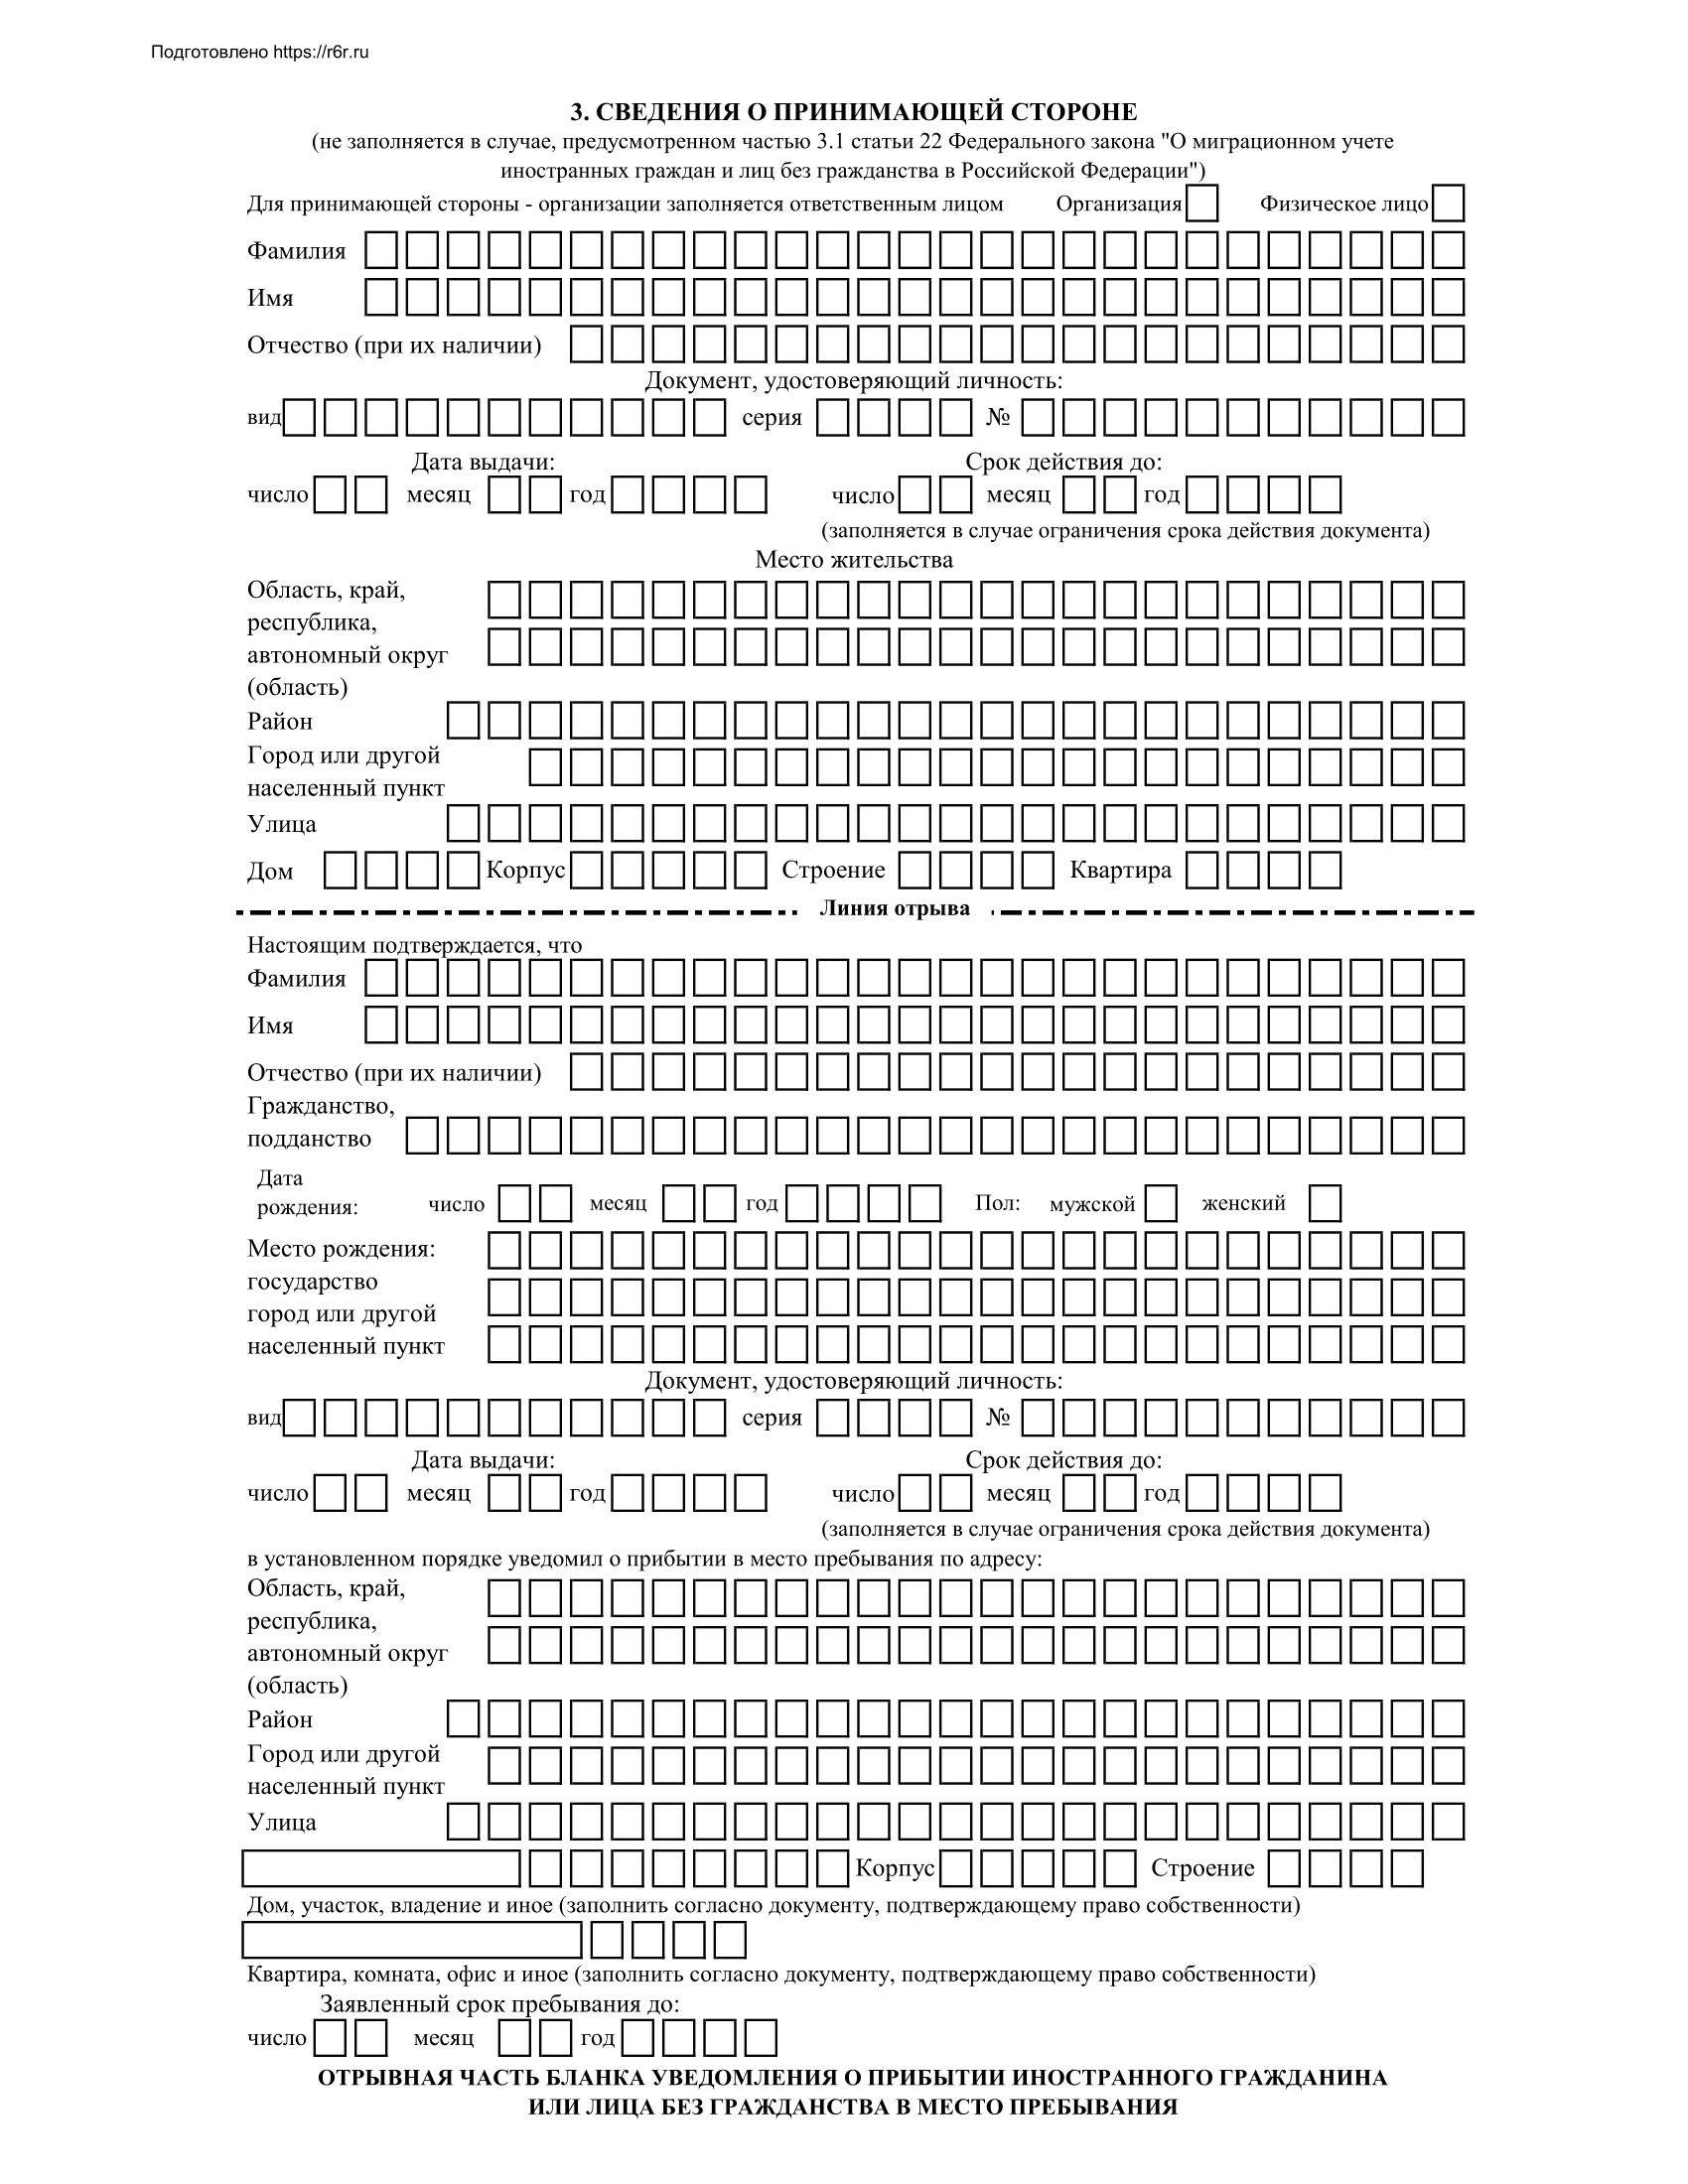 Подготовлено https://r6r.ru
3. СВЕДЕНИЯ О ПРИНИМАЮЩЕЙ СТОРОНЕ
(не заполняется в случае, предусмотренном частью 3.1 статьи 22 Федерального закона "О миграционном учете
иностранных граждан и лиц без гражданства в Российской Федерации")
Для принимающей стороны - организации заполняется ответственным лицом Организация Физическое лицо
Фамилия
Имя
Отчество (при их наличии)
Документ, удостоверяющий личность:
вид серия №
Дата выдачи: Срок действия до:
число месяц год число месяц год
(заполняется в случае ограничения срока действия документа)
Место жительства
Область, край,
республика,
автономный округ
(область)
Район
Город или другой
населенный пункт
Улица
Дом Корпус Строение Квартира
Линия отрыва
Настоящим подтверждается, что
Фамилия
Имя
Отчество (при их наличии)
Гражданство,
подданство
Дата
рождения: число месяц год Пол: мужской женский
Место рождения:
государство
город или другой
населенный пункт
Документ, удостоверяющий личность:
вид серия №
Дата выдачи: Срок действия до:
число месяц год число месяц год
(заполняется в случае ограничения срока действия документа)
в установленном порядке уведомил о прибытии в место пребывания по адресу:
Область, край,
республика,
автономный округ
(область)
Район
Город или другой
населенный пункт
Улица
Корпус Строение
Дом, участок, владение и иное (заполнить согласно документу, подтверждающему право собственности)
Квартира, комната, офис и иное (заполнить согласно документу, подтверждающему право собственности)
Заявленный срок пребывания до:
число месяц год
ОТРЫВНАЯ ЧАСТЬ БЛАНКА УВЕДОМЛЕНИЯ О ПРИБЫТИИ ИНОСТРАННОГО ГРАЖДАНИНА
ИЛИ ЛИЦА БЕЗ ГРАЖДАНСТВА В МЕСТО ПРЕБЫВАНИЯ